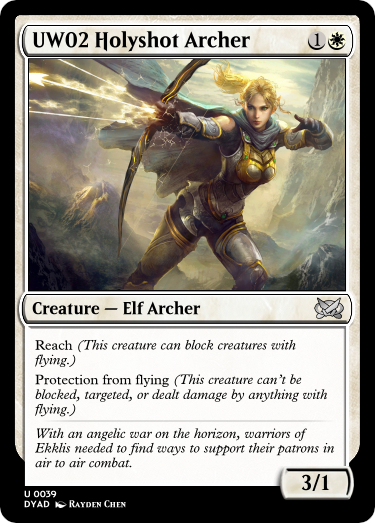 UW02 Holyshot Archer 1
Creature — Elf Archer
Reach (This creature can block creatures with
flying.)
Protection from flying (This creature can't be
blocked, targeted, or dealt damage by anything with
flying.)
With an angelic war on the horizon, warriors of
Ekklis needed to find ways to support their patrons in
air to air combat.
3/1
U 0039
DYAD Rayden Chen